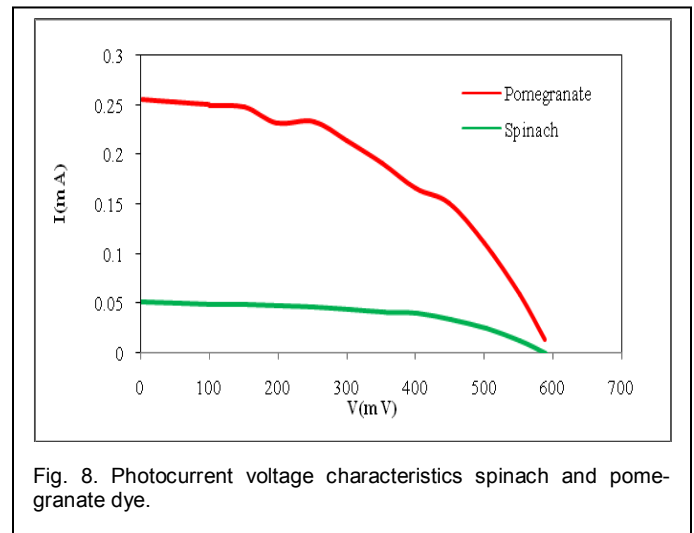 0.3
0.25
0.2
0.15
0.1
0.05
0
I(mA)
Pomegranate
Spinach
0 100 200 300 400 500 600 700
V(mV)
Fig. 8. Photocurrent voltage characteristics spinach and pome-
granate dye.